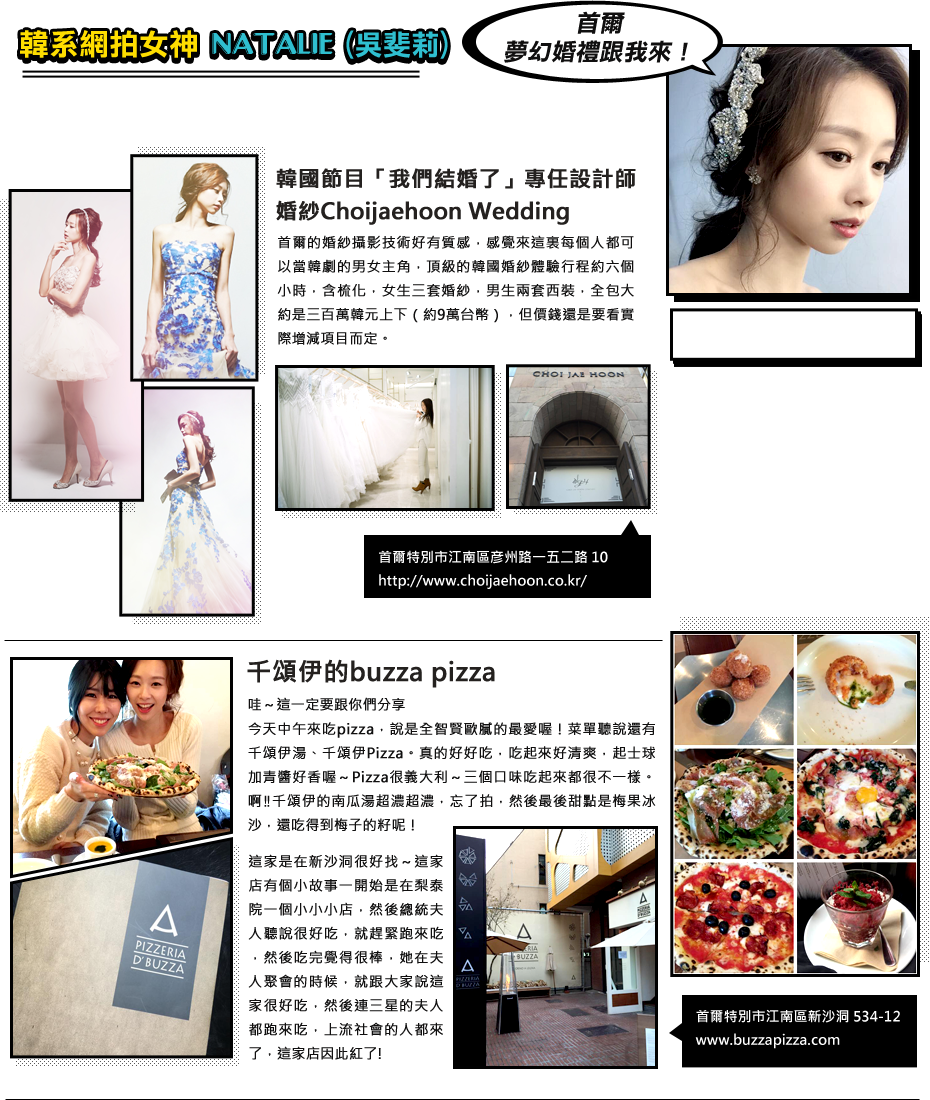 韓系網拍女神 NATALIE (吳斐莉)
首爾
夢幻婚禮跟我來！
韓國節目「我們結婚了」專任設計師
婚紗Choijaehoon Wedding
首爾的婚紗攝影技術好有質感，感覺來這裏每個人都可
以當韓劇的男女主角，頂級的韓國婚紗體驗行程約六個
小時，含梳化，女生三套婚紗，男生兩套西裝，全包大
約是三百萬韓元上下（約9萬台幣），但價錢還是要看實
際增減項目而定。
CHOI JAE HOON
首爾特別市江南區彥州路一五二路 10
http://www.choijaehoon.co.kr/
千頌伊的buzza pizza
哇～這一定要跟你們分享
今天中午來吃pizza，說是全智賢歐膩的最愛喔！菜單聽說還有
千頌伊湯、千頌伊Pizza。真的好好吃，吃起來好清爽，起士球
加青醬好香喔～Pizza很義大利～三個口味吃起來都很不一樣。
啊!!千頌伊的南瓜湯超濃超濃，忘了拍，然後最後甜點是梅果冰
沙，還吃得到梅子的籽呢！
這家是在新沙洞很好找～這家
店有個小故事一開始是在梨泰
院一個小小小店，然後總統夫
人聽說很好吃，就趕緊跑來吃
，然後吃完覺得很棒，她在夫
人聚會的時候，就跟大家說這
家很好吃，然後連三星的夫人
都跑來吃，上流社會的人都來
了，這家店因此紅了!
PIZZERIA
D'BUZZA
PIZZERIA
D'BUZZA
PIZZERIA
D'BUZZA
首爾特別市江南區新沙洞 534-12
www.buzzapizza.com